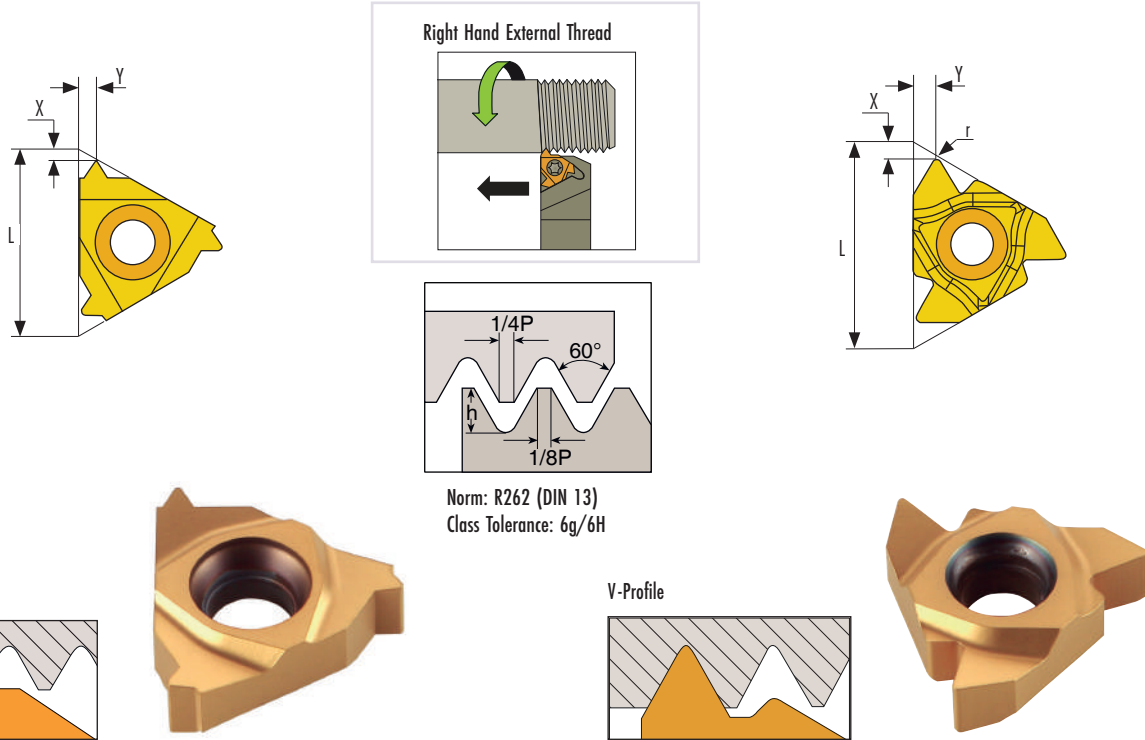 Right Hand External Thread
Y
X
L
Y
X
r
L
1/4P
60°
h
1/8P
Norm: R262 (DIN 13)
Class Tolerance: 6g/6H
V-Profile